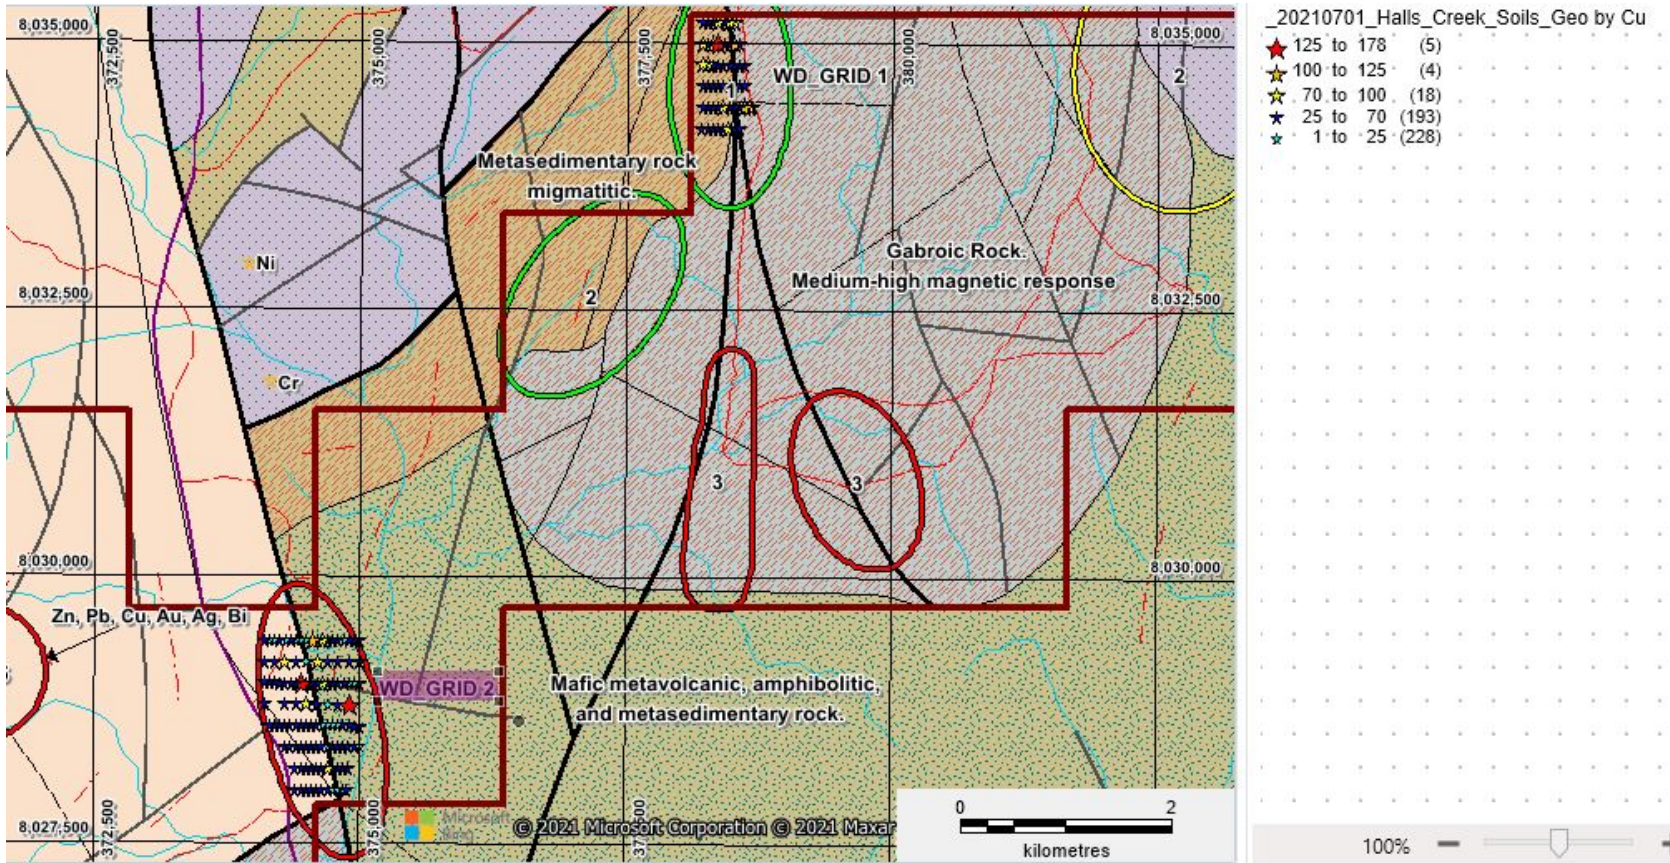 8,035,000
372,500
375,000
377,500
WD_GRID 1
380,000
8,035,000
1
2
Metasedimentary rock
migmatitic.
Ni
Gabroic Rock.
Medium-high magnetic response
8,032,500
2
8,032,500
Cr
3
3
8,030,000
8,030,000
Zn, Pb, Cu, Au, Ag, Bi
WD_GRID 2
Mafic metavolcanic, amphibolitic,
and metasedimentary rock.
8,027,500
372,500
375,000
377,500
Microsoft
Bing
© 2021 Microsoft Corporation © 2021 Maxar
0 2
kilometres
_20210701_Halls_Creek_Soils_Geo by Cu
125 to 178 (5)
100 to 125 (4)
70 to 100 (18)
25 to 70 (193)
1 to 25 (228)
100%